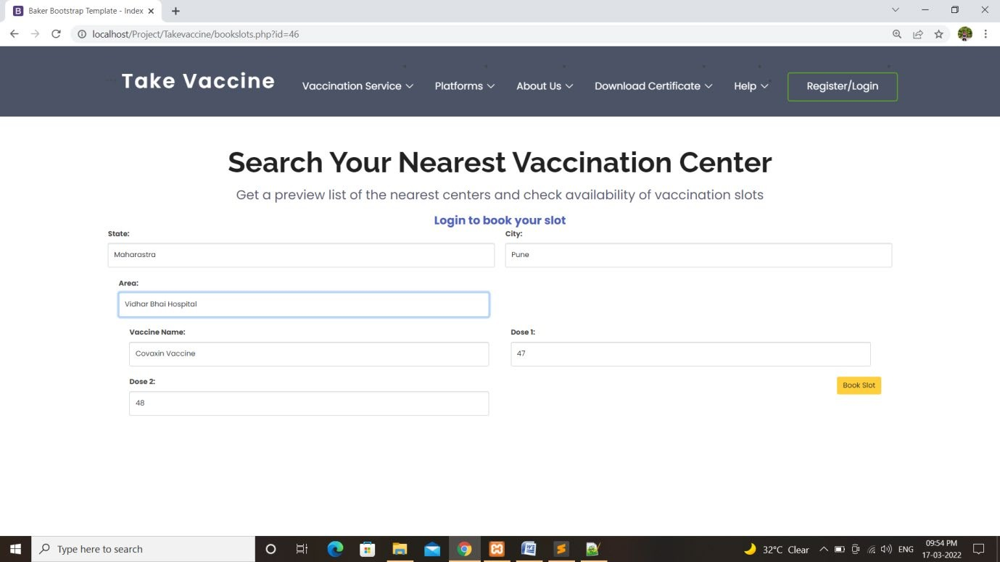 Baker Bootstrap Template - Index
localhost/Project/Takevaccine/bookslots.php?id=46
Take Vaccine
Vaccination Service
Platforms
About Us
Download Certificate
Help
Register/Login
Search Your Nearest Vaccination Center
Get a preview list of the nearest centers and check availability of vaccination slots
Login to book your slot
State:
City:
Maharastra
Pune
Area:
Vidhar Bhai Hospital
Vaccine Name:
Dose 1:
Covaxin Vaccine
47
Dose 2:
Book Slot
48
Type here to search
32°C Clear
ENG
09:54 PM
17-03-2022